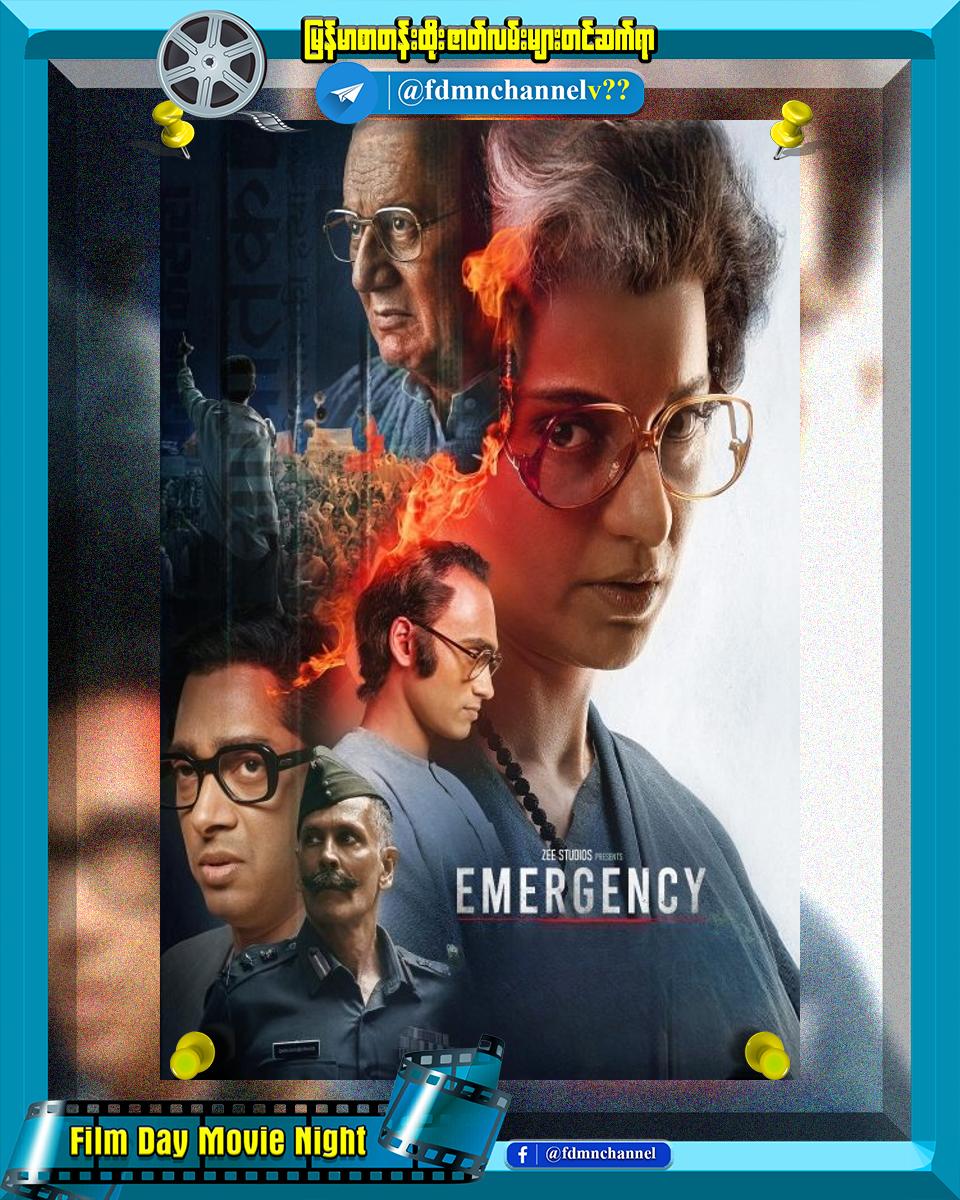 မြန်မာစာတန်းထိုးဇာတ်လမ်းများတင်ဆက်ရာ
@fdmnchannelv??
ZEE STUDIOS PRESENTS
EMERGENCY
Film Day Movie Night
f @fdmnchannel